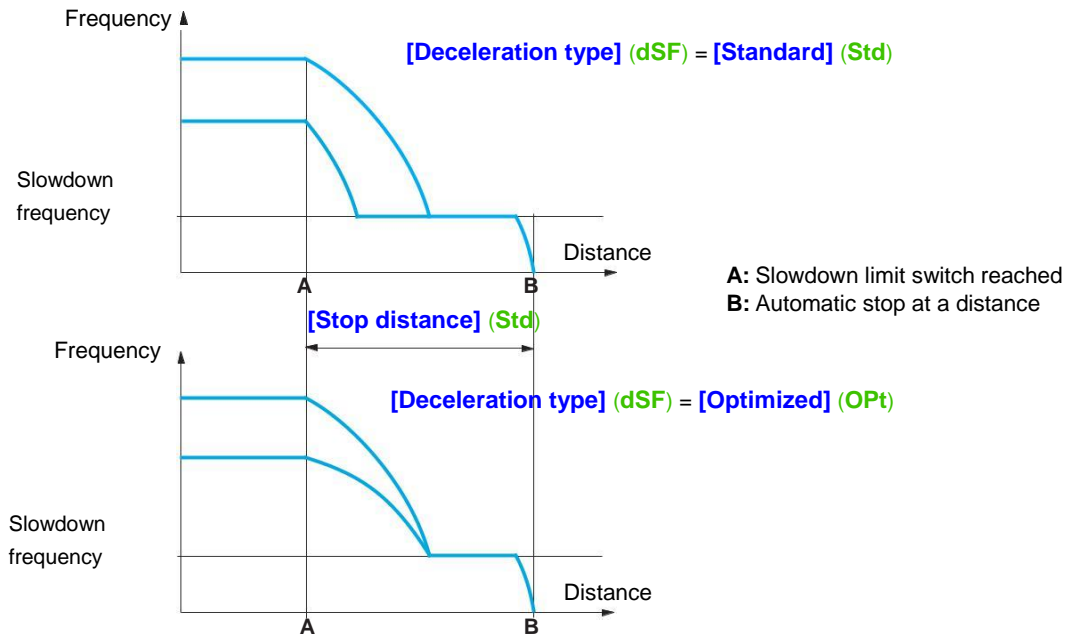 Frequency
[Deceleration type] (dSF) = [Standard] (Std)
Slowdown
frequency
Distance
A
B
A: Slowdown limit switch reached
B: Automatic stop at a distance
[Stop distance] (Std)
Frequency
[Deceleration type] (dSF) = [Optimized] (OPt)
Slowdown
frequency
Distance
A
B